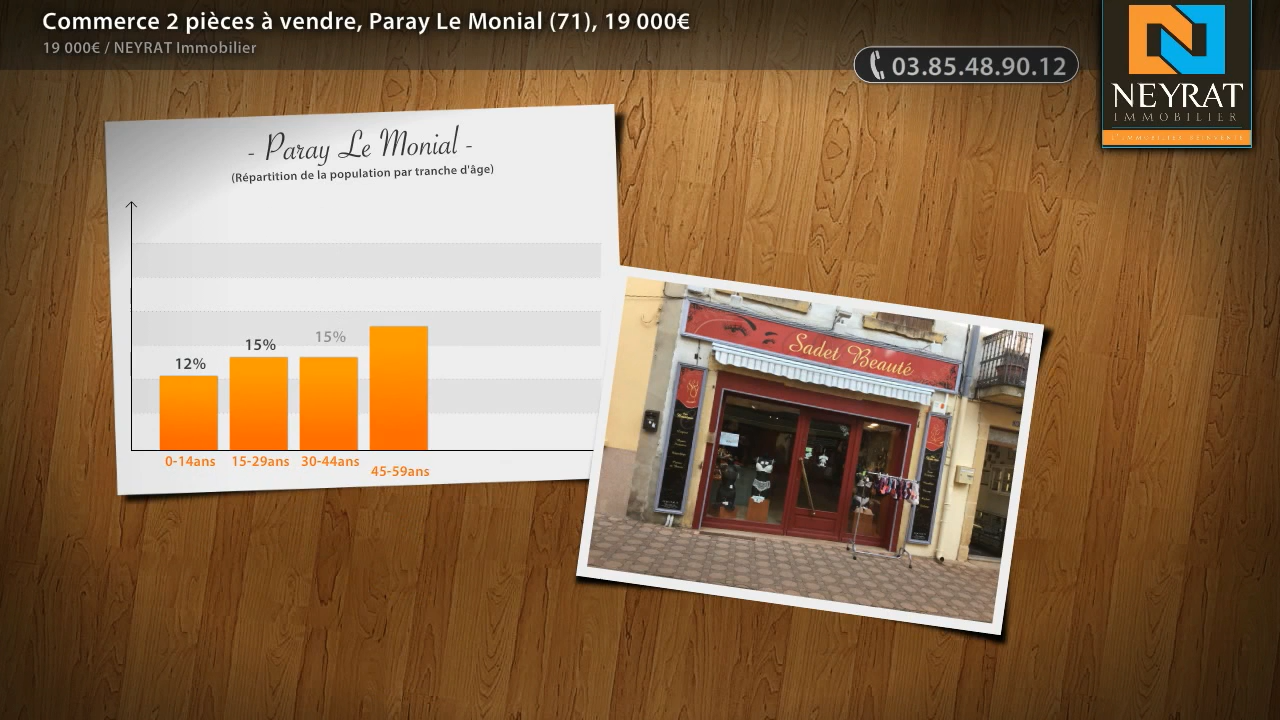 Commerce 2 pièces à vendre, Paray Le Monial (71), 19 000€
19 000€ / NEYRAT Immobilier
03.85.48.90.12
NEYRAT
IMMOBILIER
- Paray Le Monial -
(Répartition de la population par tranche d'âge)
12%
15%
15%
0-14ans
15-29ans
30-44ans
45-59ans
Sadet Beauté